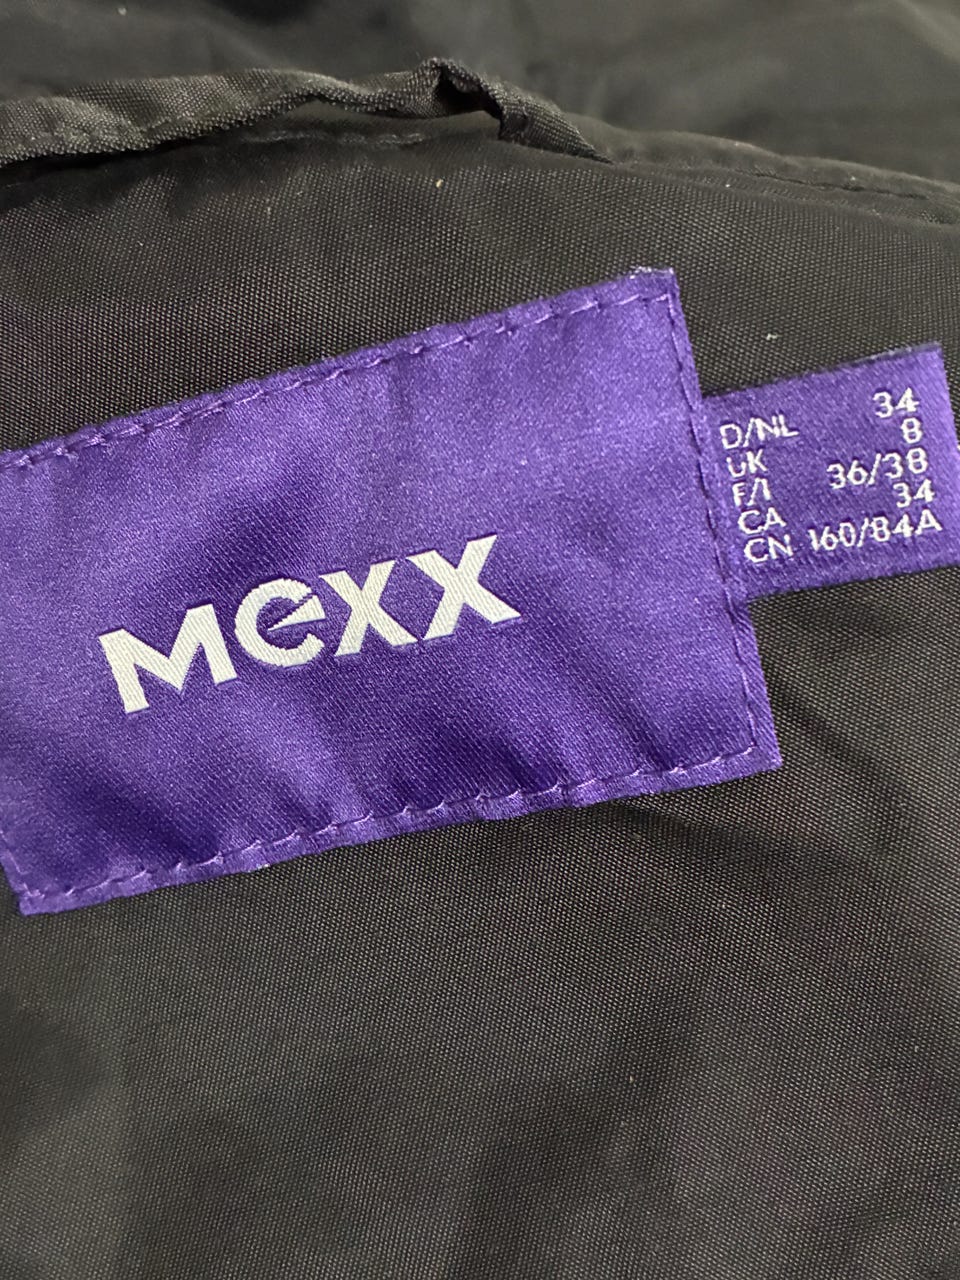 Mexx
D/NL 34
UK 8
F/I 36/38
CA 34
CN 160/84A